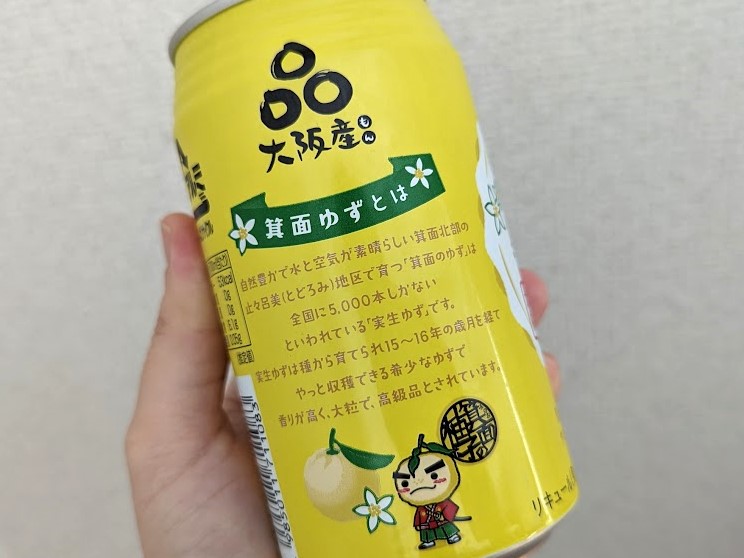 品
大阪産もん
箕面ゆずとは
自然豊かで水と空気が素晴らしい箕面北部の
止々呂美(とどろみ)地区で育つ「箕面のゆず」は
全国に5,000本しかない
といわれている「実生ゆず」です。
実生ゆずは種から育てられ15〜16年の歳月を経て
やっと収穫できる希少なゆずで
香りが高く、大粒で、高級品とされています。
箕面の
柚子
リキュール